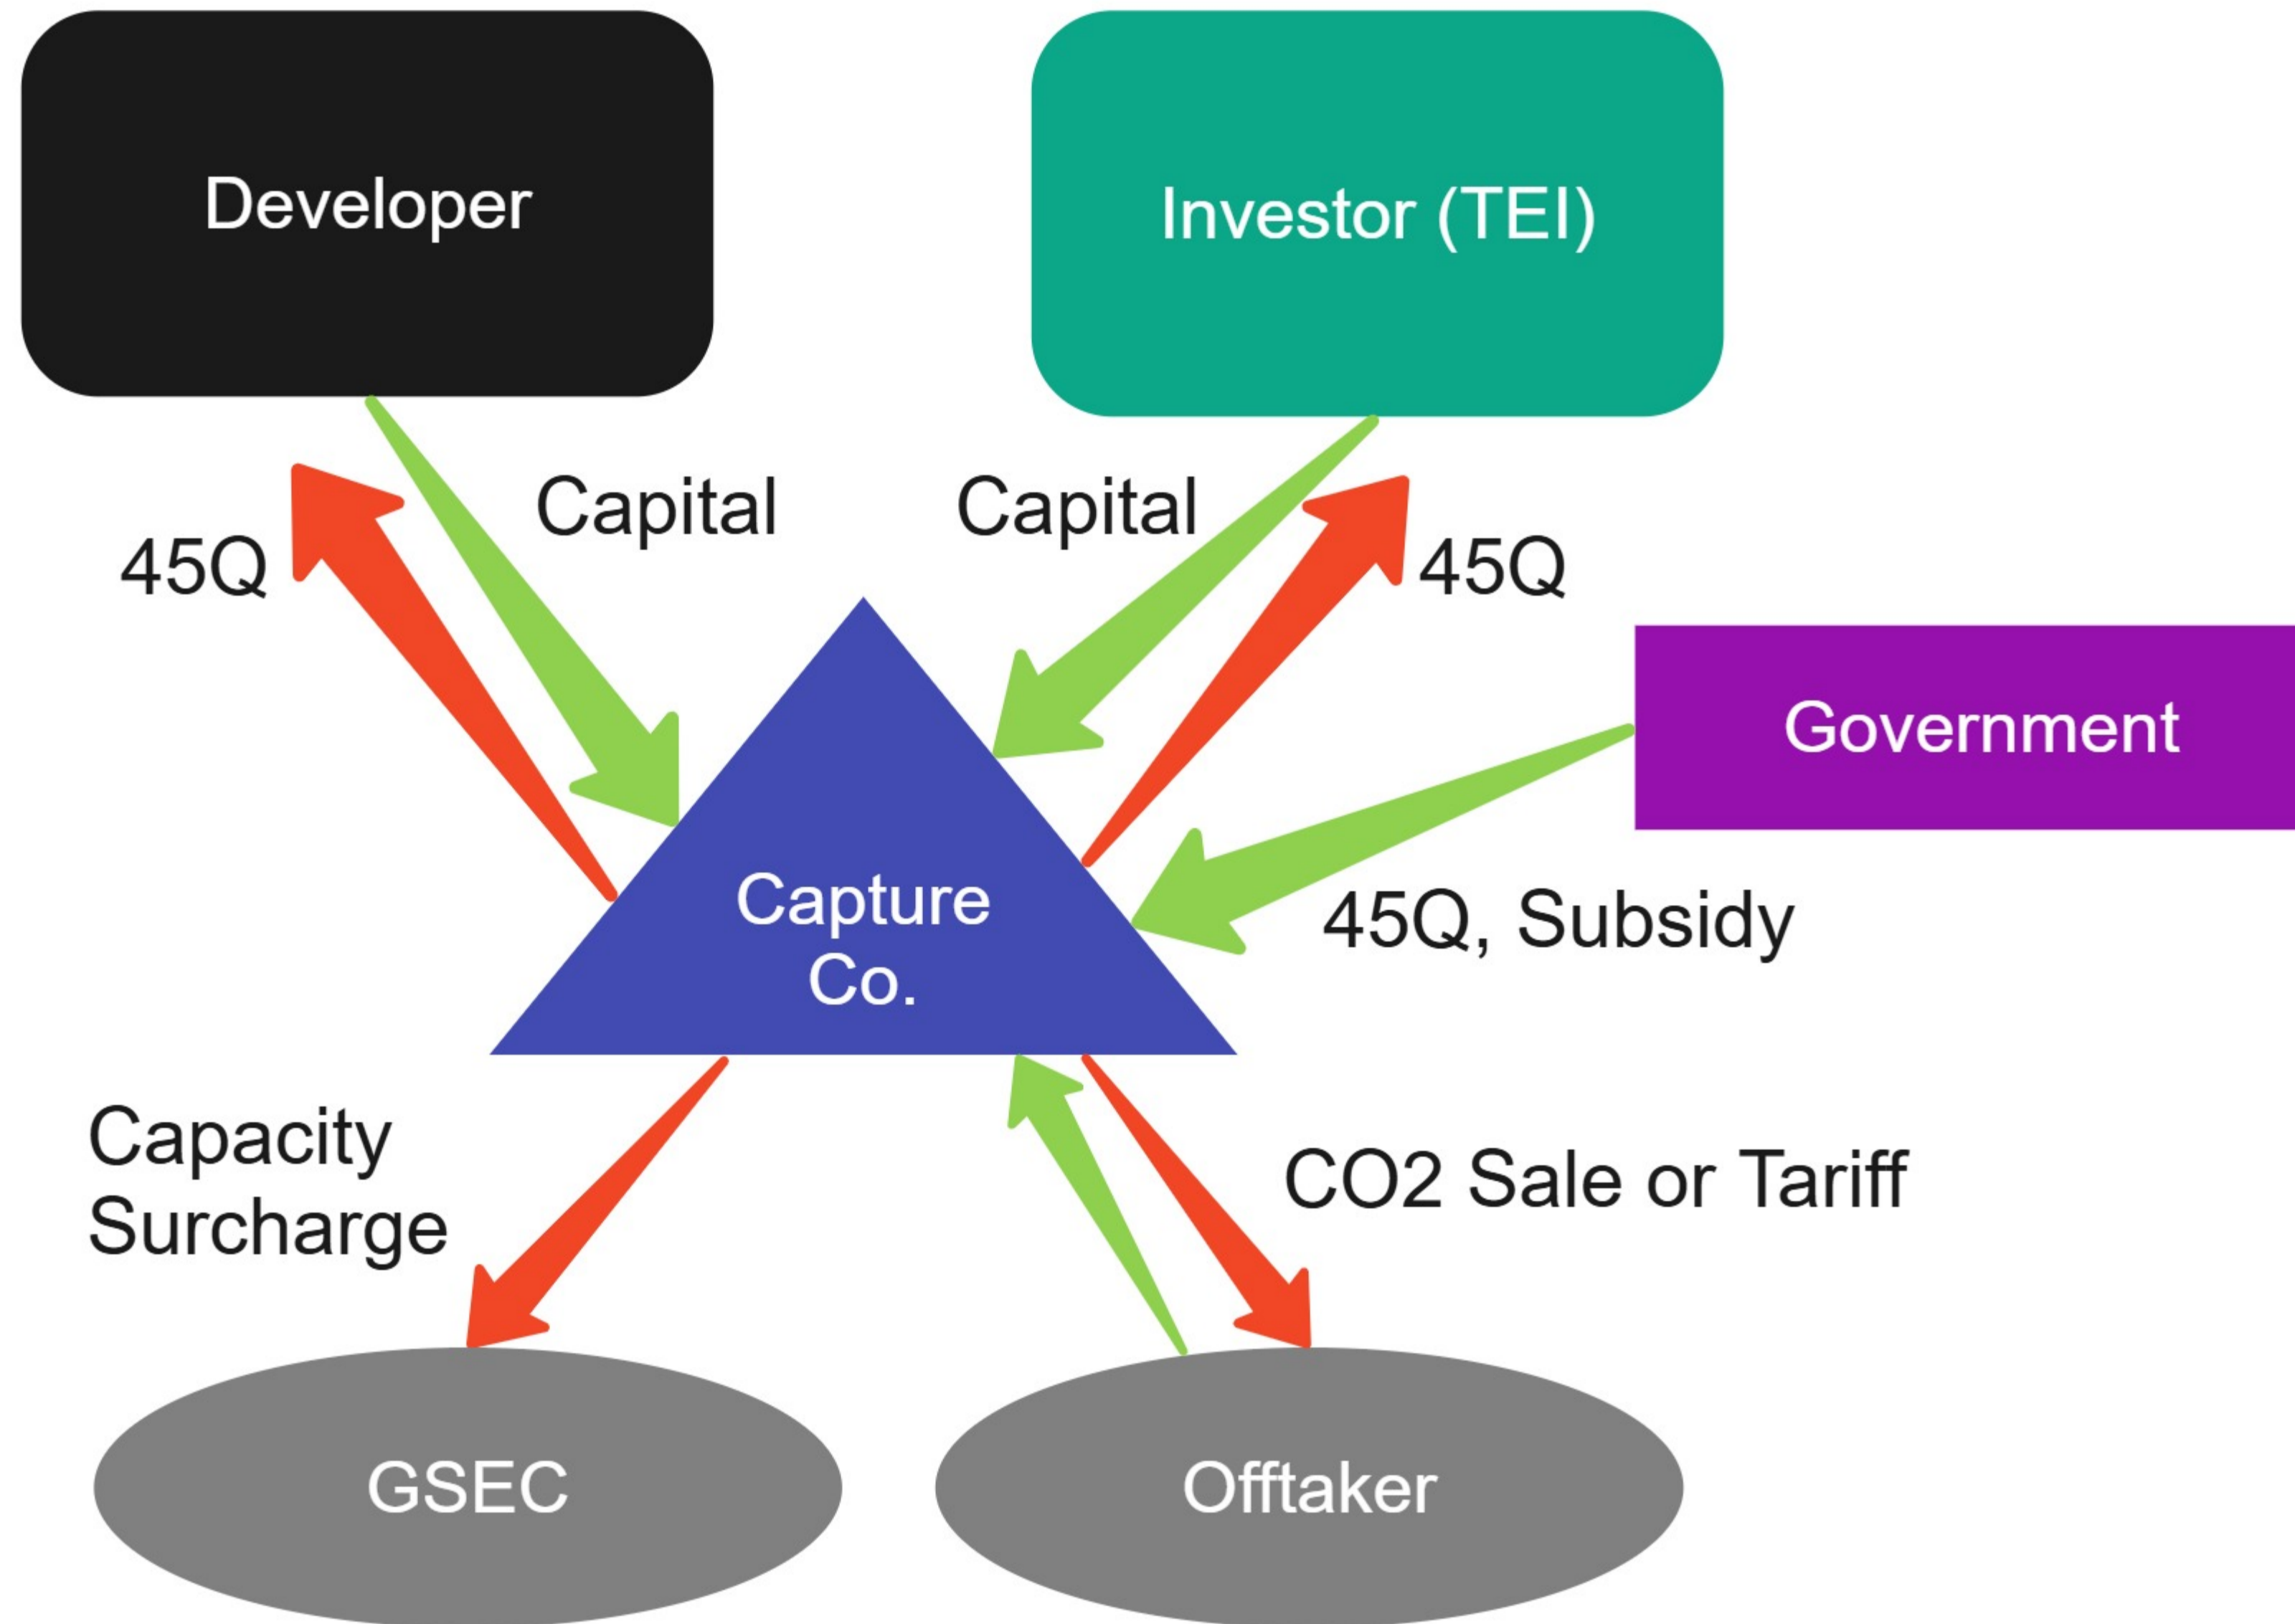 Developer
Investor (TEI)
Capital
Capital
45Q
45Q
Government
Capture
Co.
45Q, Subsidy
Capacity
Surcharge
CO2 Sale or Tariff
GSEC
Offtaker